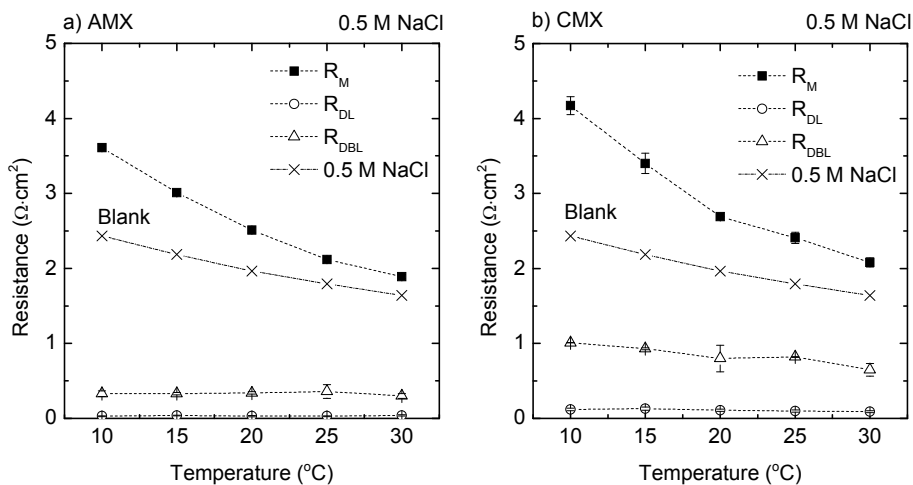 a) AMX 0.5 M NaCl
5
4
3
2
1
0
Resistance (Ω·cm²)
R_M
R_DL
R_DBL
0.5 M NaCl
Blank
10 15 20 25 30
Temperature (°C)
b) CMX 0.5 M NaCl
5
4
3
2
1
0
Resistance (Ω·cm²)
R_M
R_DL
R_DBL
0.5 M NaCl
Blank
10 15 20 25 30
Temperature (°C)